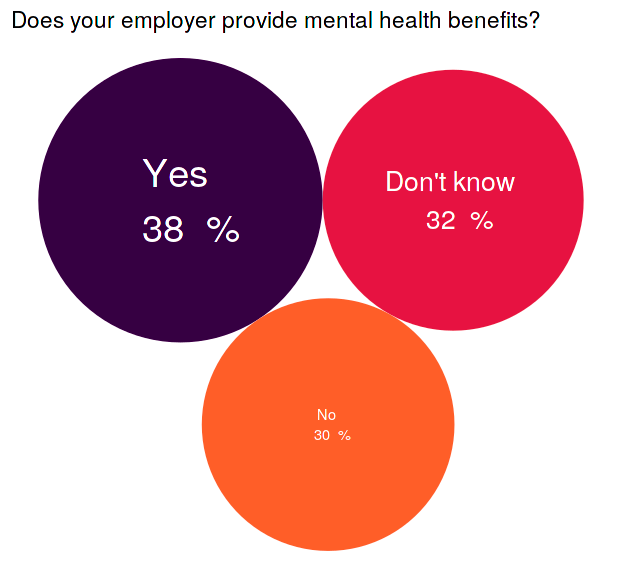 Does your employer provide mental health benefits?
Yes
38 %
Don't know
32 %
No
30 %